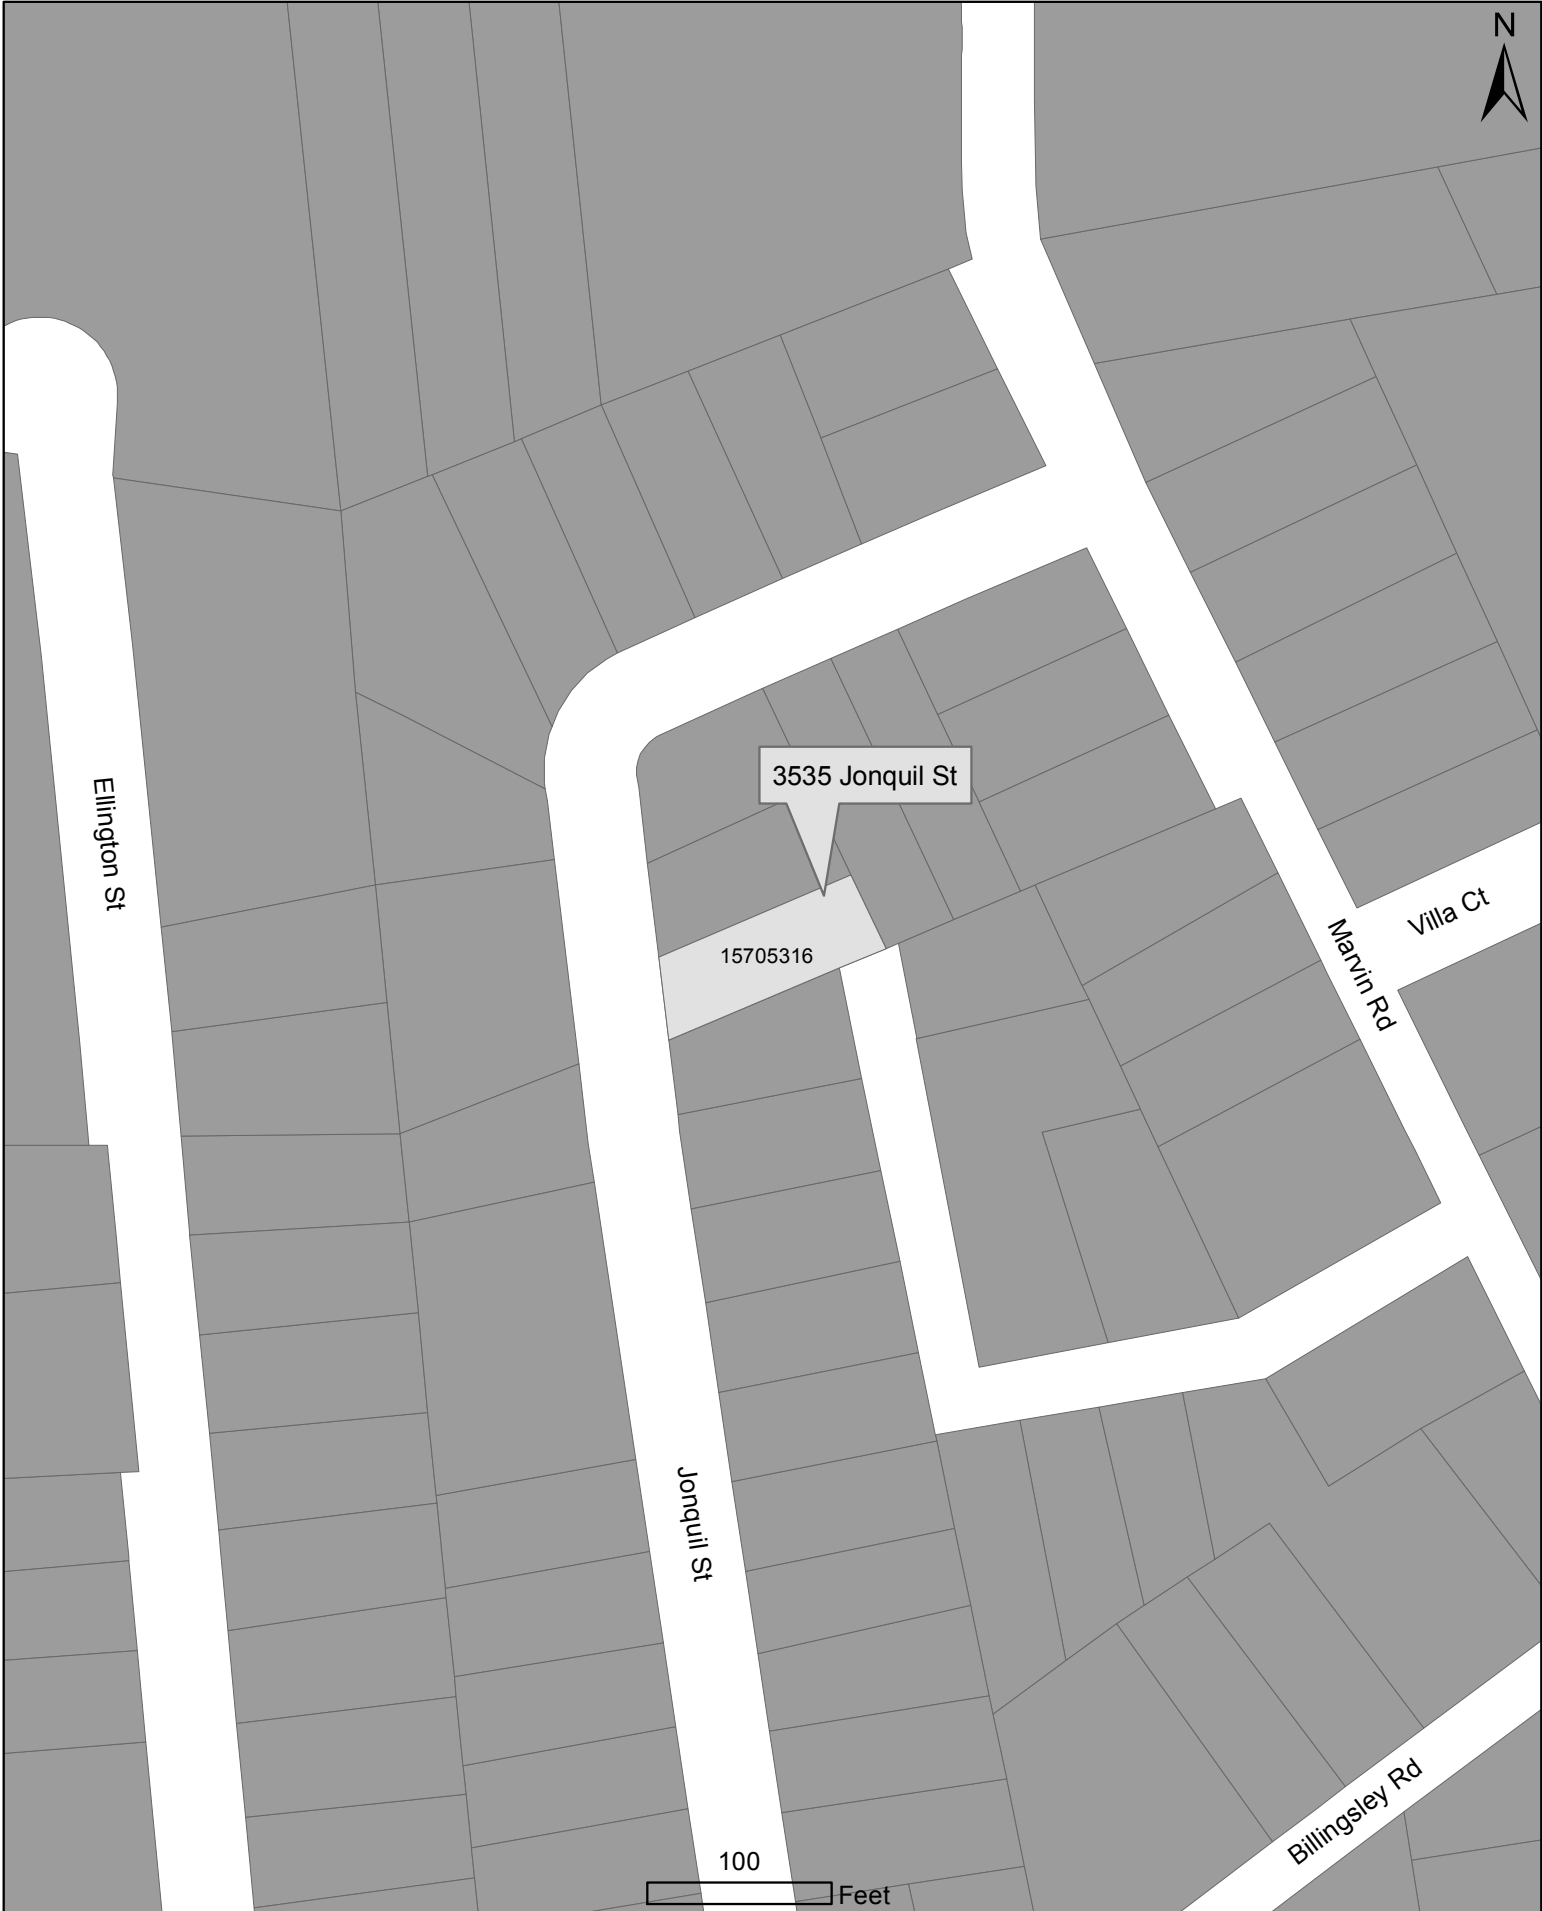 N
3535 Jonquil St
Ellington St
Villa Ct
15705316
Marvin Rd
Jonquil St
Billingsley Rd
100
Feet